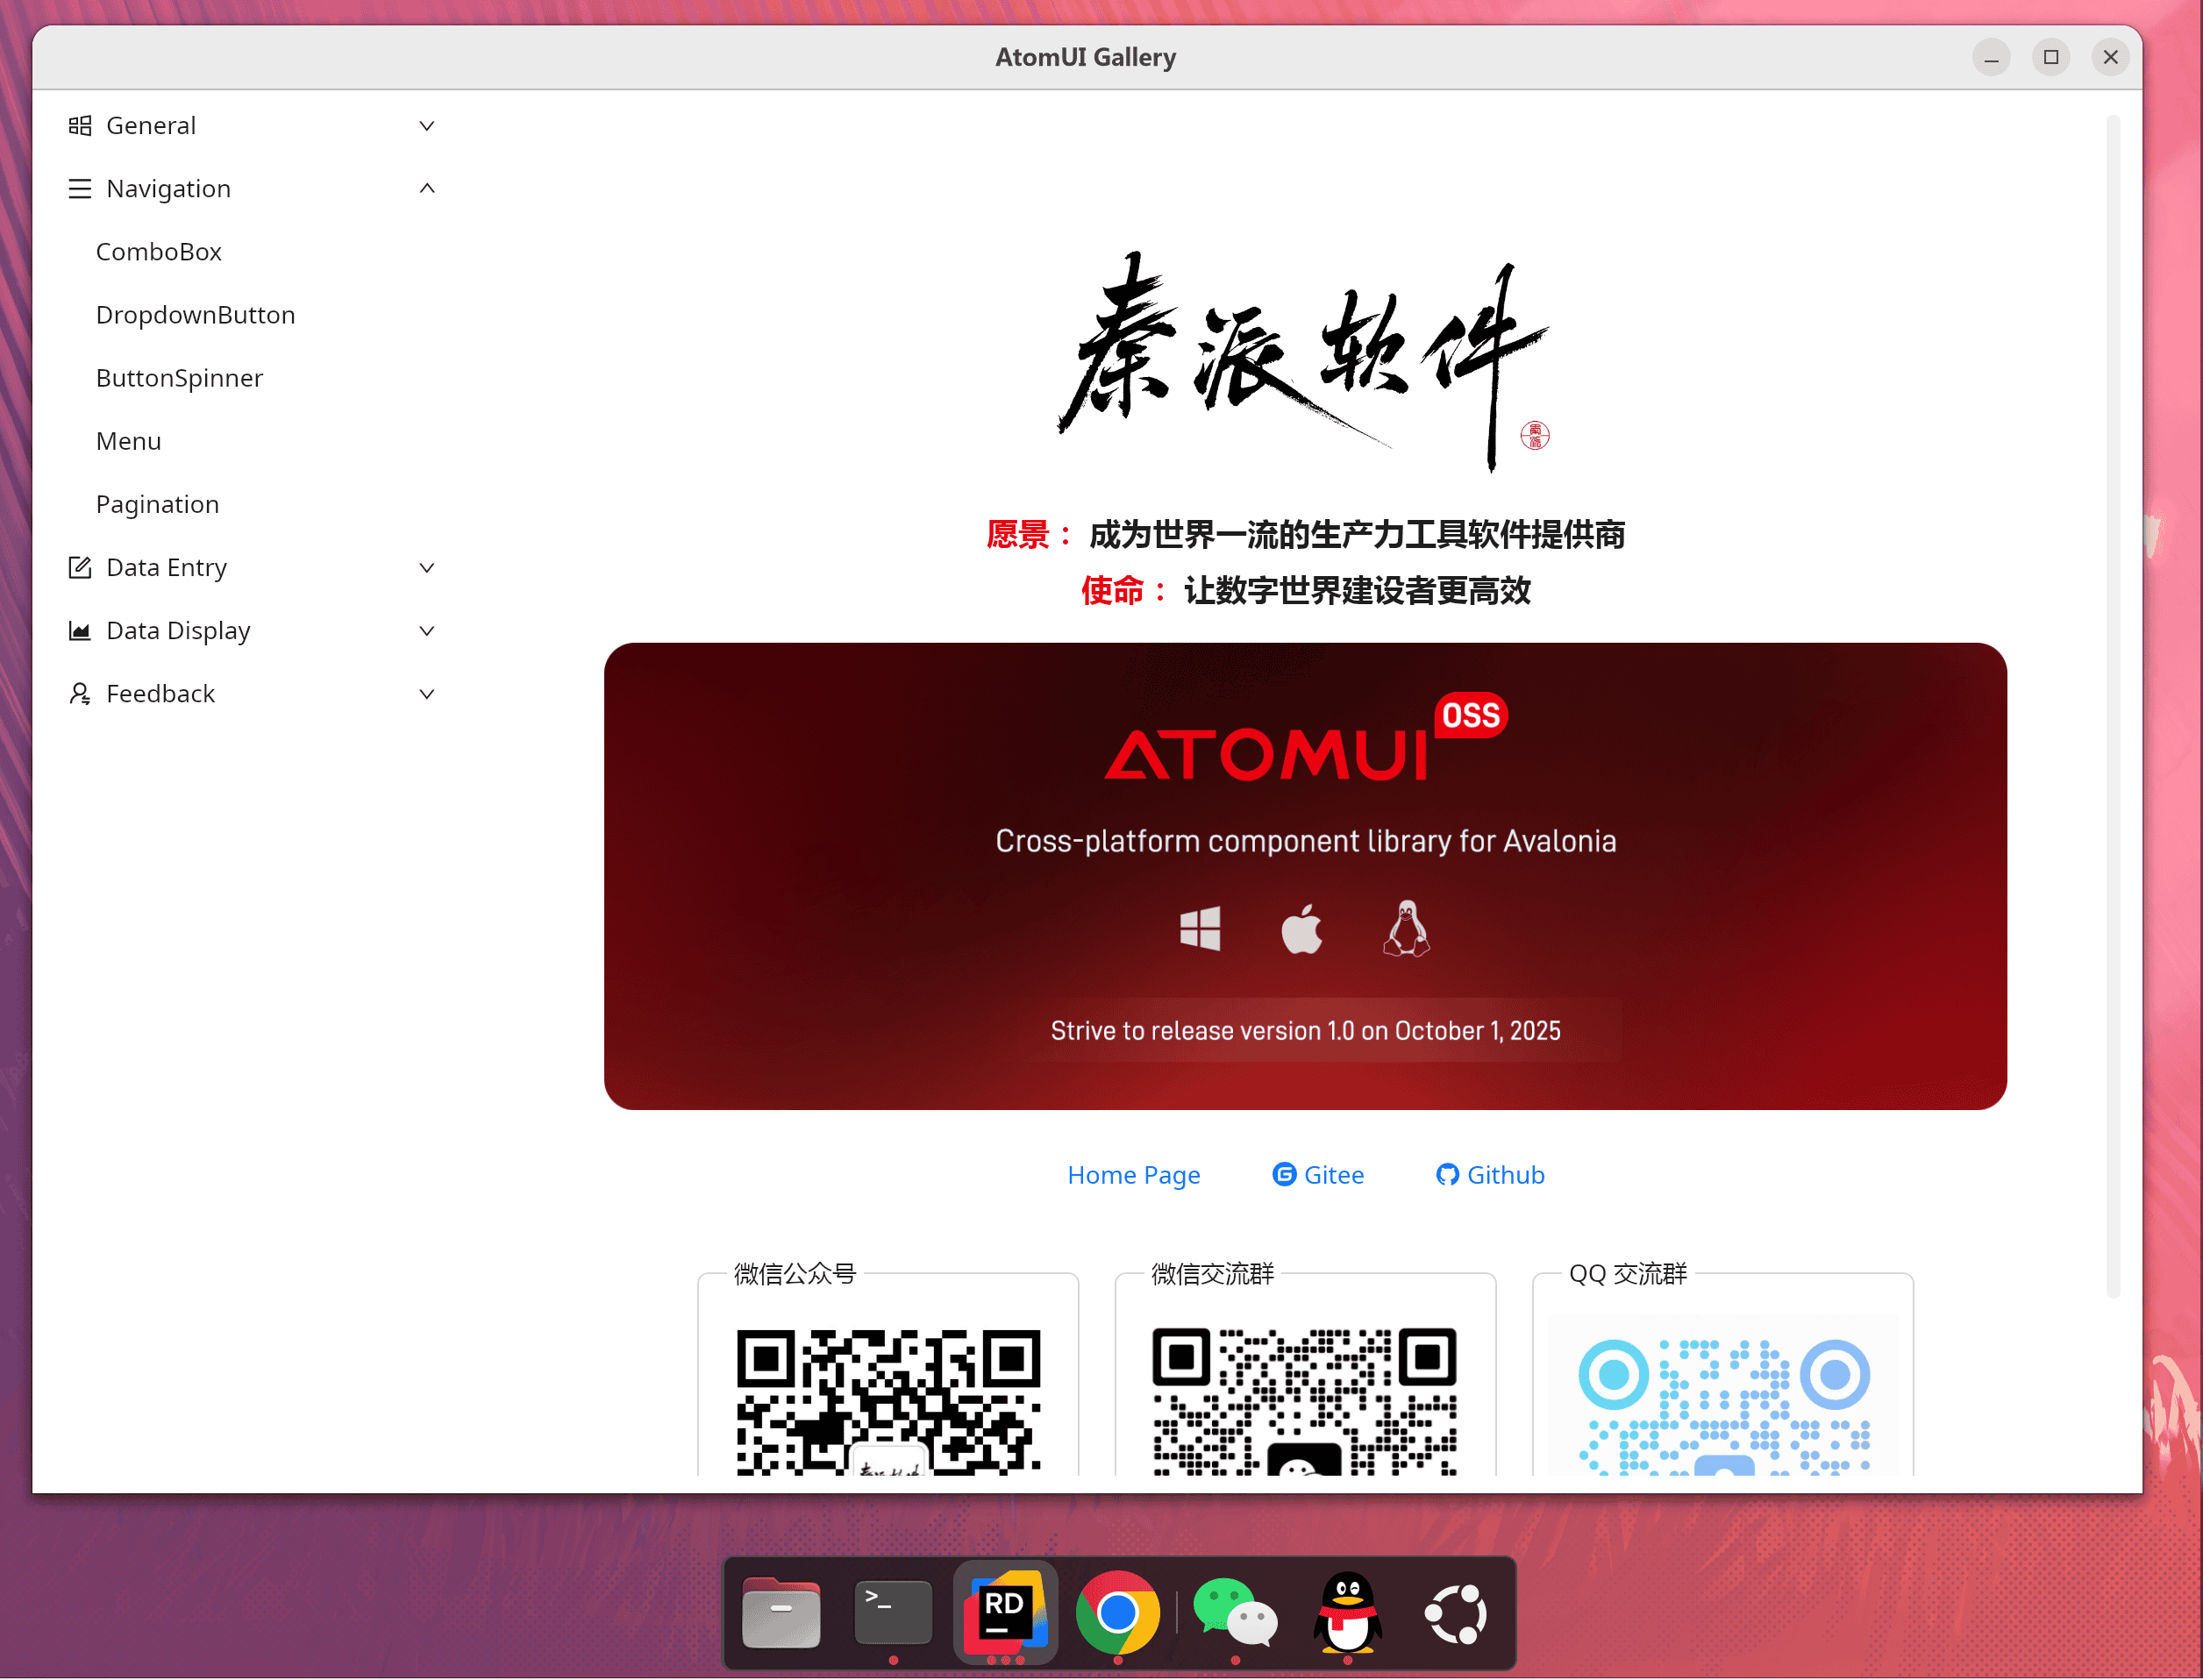 AtomUI Gallery
General
Navigation
ComboBox
DropdownButton
ButtonSpinner
Menu
Pagination
Data Entry
Data Display
Feedback
秦派软件
愿景： 成为世界一流的生产力工具软件提供商
使命： 让数字世界建设者更高效
ATOMUI OSS
Cross-platform component library for Avalonia
Strive to release version 1.0 on October 1, 2025
Home Page
Gitee
Github
微信公众号
微信交流群
QQ 交流群
>_
RD